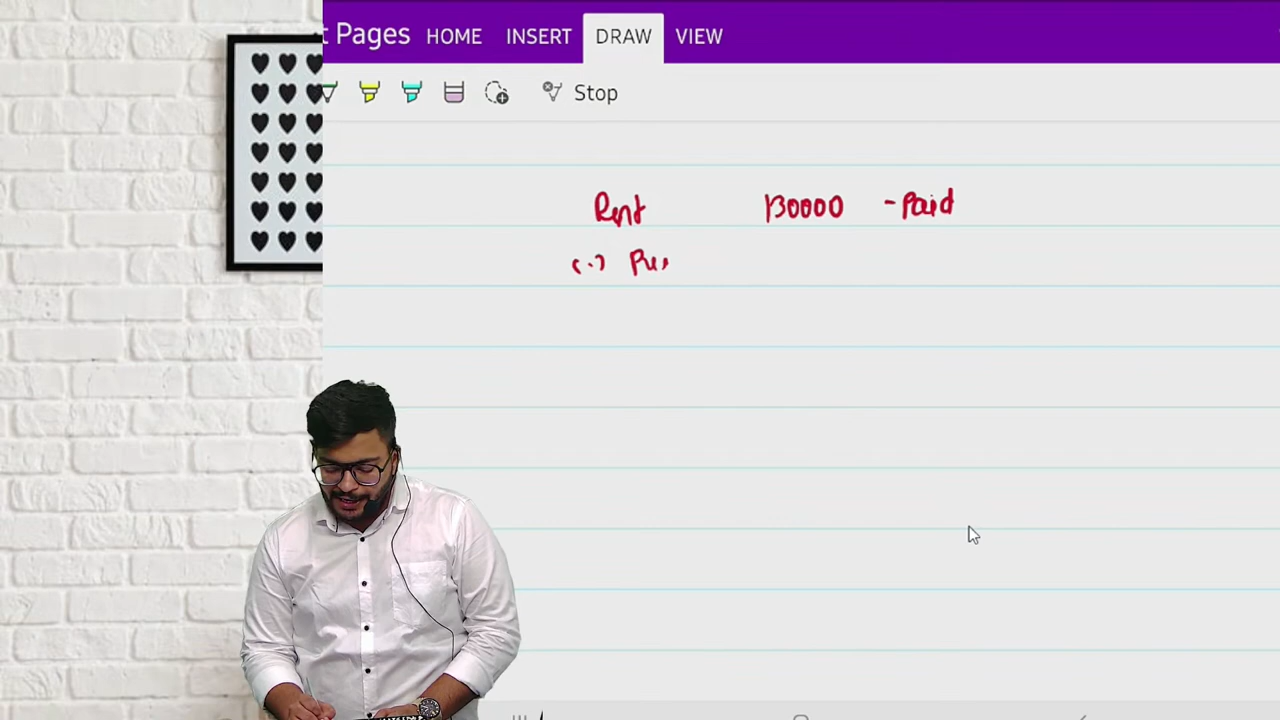 t Pages HOME INSERT DRAW VIEW
Stop
Rent 130000 - Paid
(-)